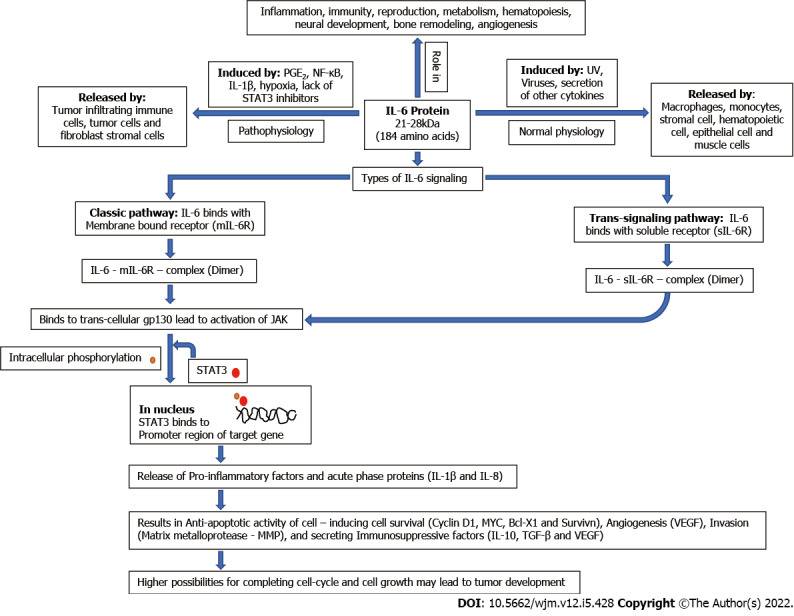 Inflammation, immunity, reproduction, metabolism, hematopoiesis,
neural development, bone remodeling, angiogenesis
Role in
Induced by: PGE₂, NF-κB,
IL-1β, hypoxia, lack of
STAT3 inhibitors
Induced by: UV,
Viruses, secretion
of other cytokines
Released by:
Tumor infiltrating immune
cells, tumor cells and
fibroblast stromal cells
Pathophysiology
IL-6 Protein
21-28kDa
(184 amino acids)
Normal physiology
Released by:
Macrophages, monocytes,
stromal cell, hematopoietic
cell, epithelial cell and
muscle cells
Types of IL-6 signaling
Classic pathway: IL-6 binds with
Membrane bound receptor (mIL-6R)
Trans-signaling pathway: IL-6
binds with soluble receptor (sIL-6R)
IL-6 - mIL-6R – complex (Dimer)
IL-6 - sIL-6R – complex (Dimer)
Binds to trans-cellular gp130 lead to activation of JAK
Intracellular phosphorylation
STAT3
In nucleus
STAT3 binds to
Promoter region of target gene
Release of Pro-inflammatory factors and acute phase proteins (IL-1β and IL-8)
Results in Anti-apoptotic activity of cell – inducing cell survival (Cyclin D1, MYC, Bcl-X1 and Survivn), Angiogenesis (VEGF), Invasion
(Matrix metalloprotease - MMP), and secreting Immunosuppressive factors (IL-10, TGF-β and VEGF)
Higher possibilities for completing cell-cycle and cell growth may lead to tumor development
DOI: 10.5662/wjm.v12.i5.428 Copyright ©The Author(s) 2022.